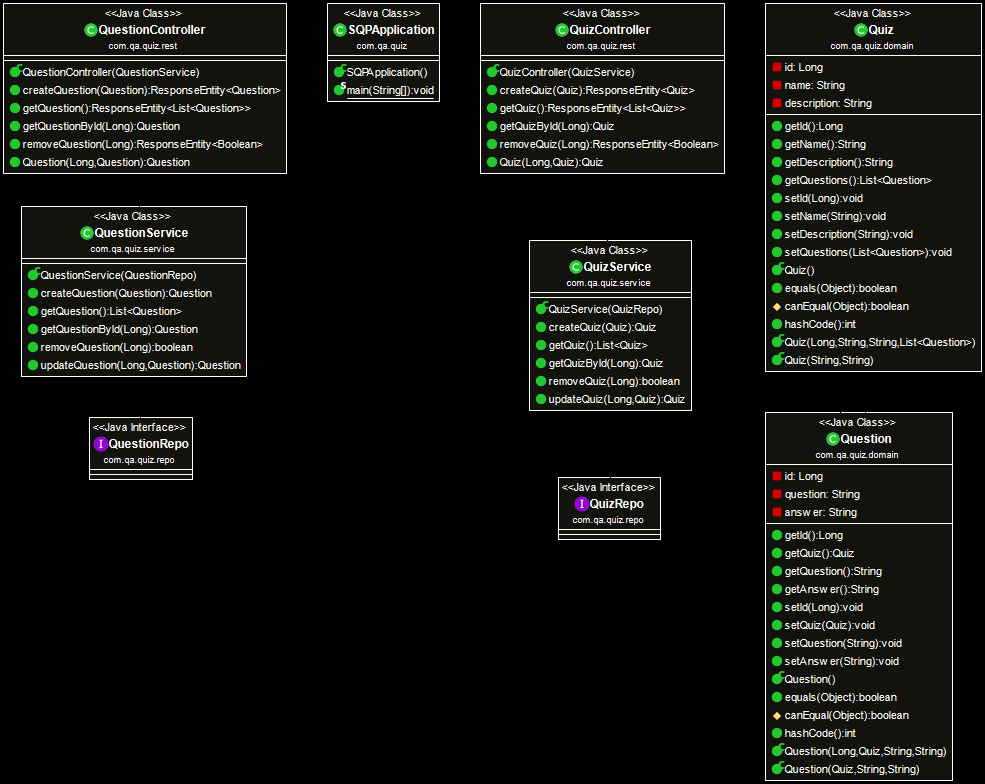 <<Java Class>>
QuestionController
com.qa.quiz.rest
QuestionController(QuestionService)
createQuestion(Question):ResponseEntity<Question>
getQuestion():ResponseEntity<List<Question>>
getQuestionById(Long):Question
removeQuestion(Long):ResponseEntity<Boolean>
Question(Long,Question):Question
<<Java Class>>
SQPApplication
com.qa.quiz
SQPApplication()
main(String[]):void
<<Java Class>>
QuizController
com.qa.quiz.rest
QuizController(QuizService)
createQuiz(Quiz):ResponseEntity<Quiz>
getQuiz():ResponseEntity<List<Quiz>>
getQuizById(Long):Quiz
removeQuiz(Long):ResponseEntity<Boolean>
Quiz(Long,Quiz):Quiz
<<Java Class>>
Quiz
com.qa.quiz.domain
id: Long
name: String
description: String
getId():Long
getName():String
getDescription():String
getQuestions():List<Question>
setId(Long):void
setName(String):void
setDescription(String):void
setQuestions(List<Question>):void
Quiz()
equals(Object):boolean
canEqual(Object):boolean
hashCode():int
Quiz(Long,String,String,List<Question>)
Quiz(String,String)
<<Java Class>>
QuestionService
com.qa.quiz.service
QuestionService(QuestionRepo)
createQuestion(Question):Question
getQuestion():List<Question>
getQuestionById(Long):Question
removeQuestion(Long):boolean
updateQuestion(Long,Question):Question
<<Java Class>>
QuizService
com.qa.quiz.service
QuizService(QuizRepo)
createQuiz(Quiz):Quiz
getQuiz():List<Quiz>
getQuizById(Long):Quiz
removeQuiz(Long):boolean
updateQuiz(Long,Quiz):Quiz
<<Java Interface>>
QuestionRepo
com.qa.quiz.repo
<<Java Interface>>
QuizRepo
com.qa.quiz.repo
<<Java Class>>
Question
com.qa.quiz.domain
id: Long
question: String
answer: String
getId():Long
getQuiz():Quiz
getQuestion():String
getAnswer():String
setId(Long):void
setQuiz(Quiz):void
setQuestion(String):void
setAnswer(String):void
Question()
equals(Object):boolean
canEqual(Object):boolean
hashCode():int
Question(Long,Quiz,String,String)
Question(Quiz,String,String)